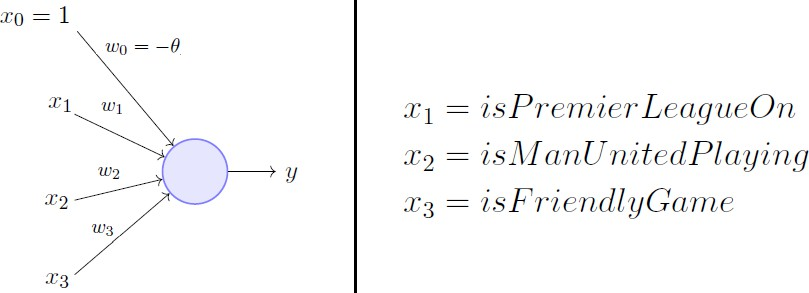 x₀ = 1
w₀ = −θ
x₁
w₁
w₂
x₂
y
w₃
x₃
x₁ = isPremierLeagueOn
x₂ = isManUnitedPlaying
x₃ = isFriendlyGame